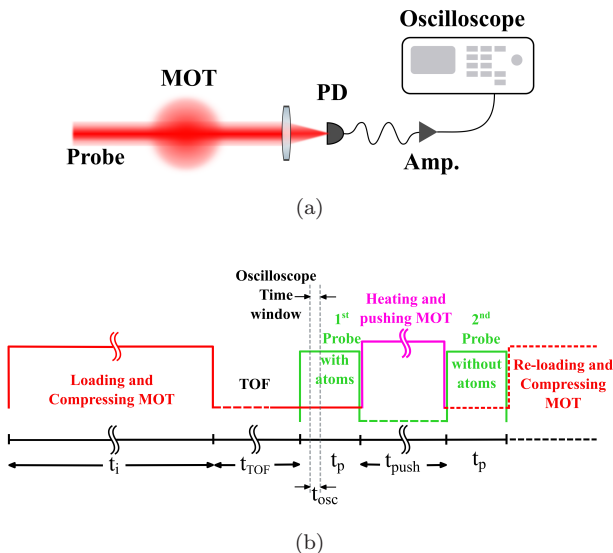 Oscilloscope
MOT
PD
Probe
Amp.
(a)
Oscilloscope
Time
window
Heating and
pushing MOT
1st
Probe
with
atoms
2nd
Probe
without
atoms
Loading and
Compressing MOT
TOF
Re-loading and
Compressing
MOT
ti
tTOF
tp
tpush
tp
tosc
(b)